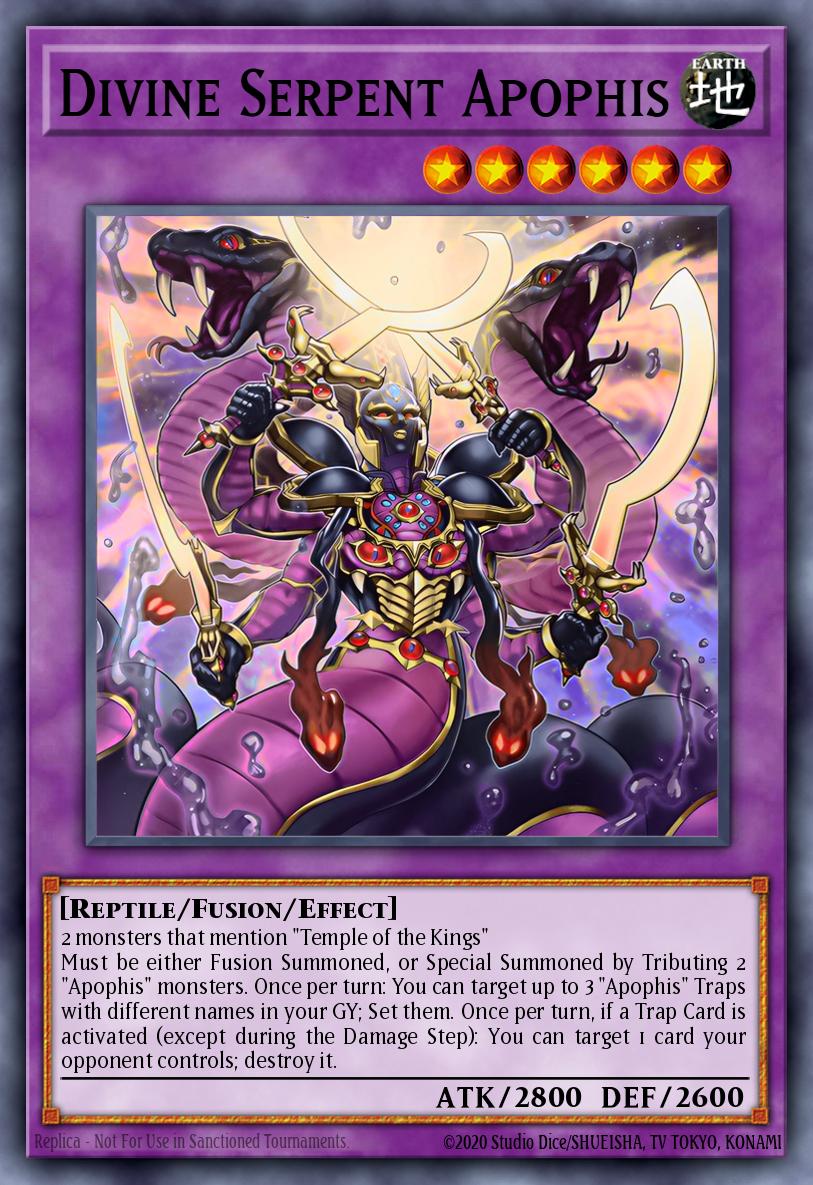 Divine Serpent Apophis
EARTH
地
[Reptile/Fusion/Effect]
2 monsters that mention "Temple of the Kings"
Must be either Fusion Summoned, or Special Summoned by Tributing 2
"Apophis" monsters. Once per turn: You can target up to 3 "Apophis" Traps
with different names in your GY; Set them. Once per turn, if a Trap Card is
activated (except during the Damage Step): You can target 1 card your
opponent controls; destroy it.
ATK/2800 DEF/2600
Replica - Not For Use in Sanctioned Tournaments.
©2020 Studio Dice/SHUEISHA, TV TOKYO, KONAMI